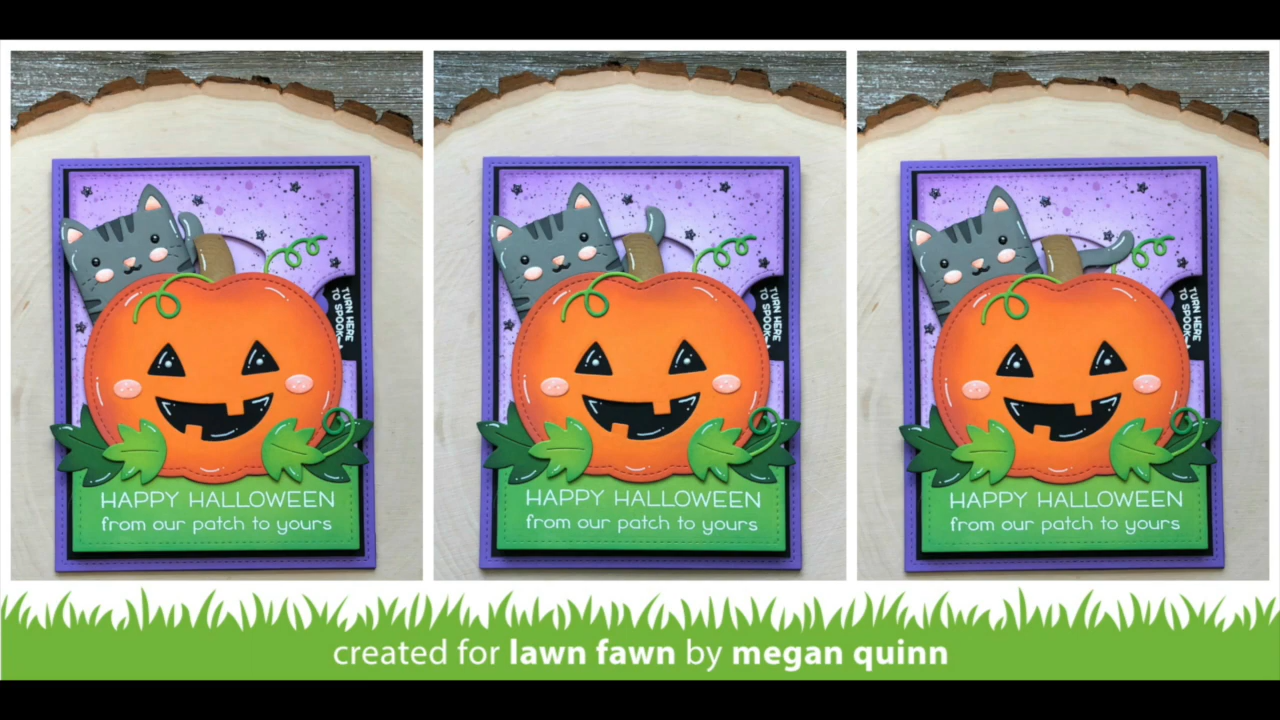 TURN HERE
TO SPOOK
HAPPY HALLOWEEN
from our patch to yours
TURN HERE
TO SPOOK
HAPPY HALLOWEEN
from our patch to yours
TURN HERE
TO SPOOK
HAPPY HALLOWEEN
from our patch to yours
created for lawn fawn by megan quinn